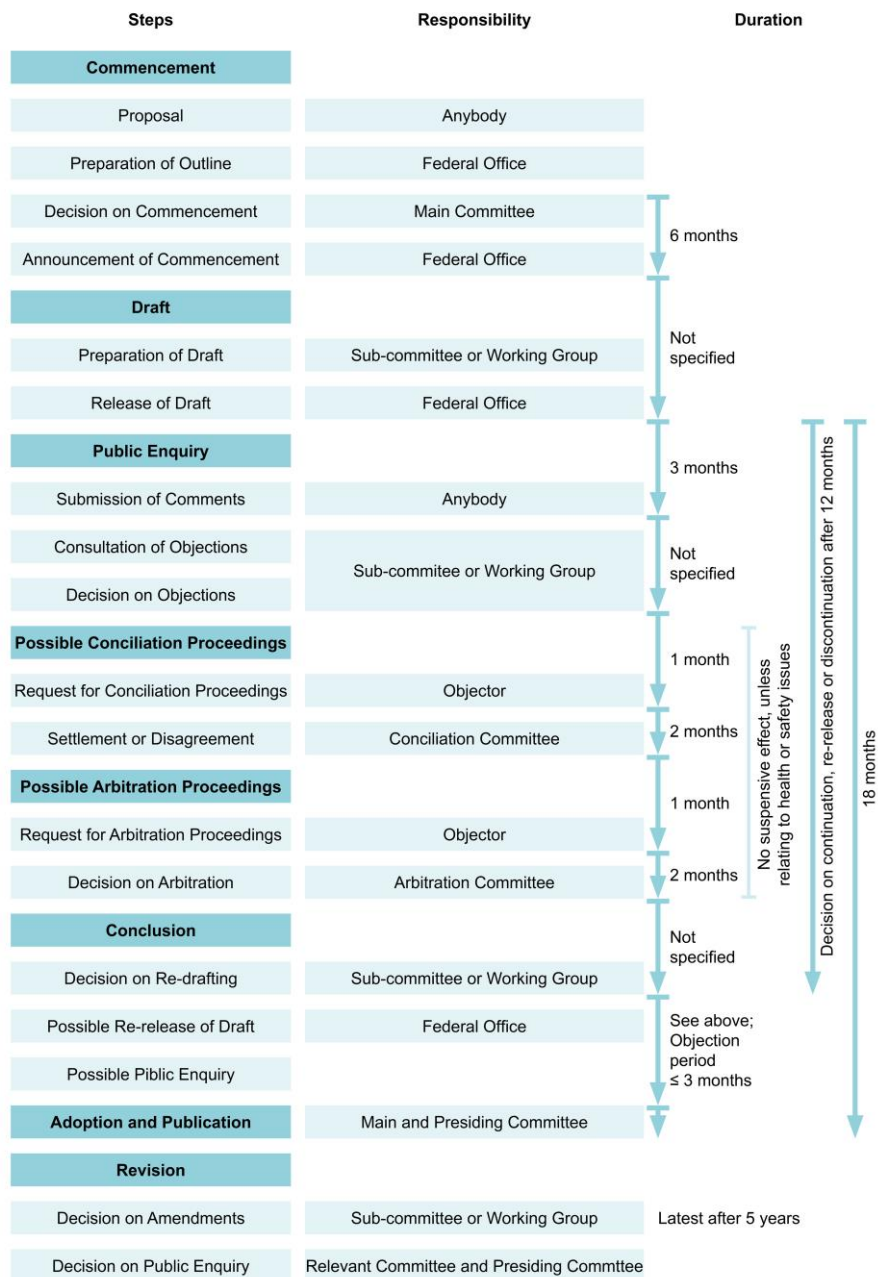 Steps Responsibility Duration
Commencement
Proposal Anybody
Preparation of Outline Federal Office
Decision on Commencement Main Committee
6 months
Announcement of Commencement Federal Office
Draft
Not
specified
Preparation of Draft Sub-committee or Working Group
Release of Draft Federal Office
Public Enquiry
3 months
Submission of Comments Anybody
Consultation of Objections
Sub-commitee or Working Group
Not
specified
Decision on Objections
Possible Conciliation Proceedings
1 month
Request for Conciliation Proceedings Objector
Settlement or Disagreement Conciliation Committee 2 months
Possible Arbitration Proceedings
1 month
Request for Arbitration Proceedings Objector
Decision on Arbitration Arbitration Committee 2 months
Conclusion
Not
specified
Decision on Re-drafting Sub-committee or Working Group
Possible Re-release of Draft Federal Office
See above;
Objection
period
≤ 3 months
Possible Piblic Enquiry
Adoption and Publication Main and Presiding Committee
Revision
Decision on Amendments Sub-committee or Working Group Latest after 5 years
Decision on Public Enquiry Relevant Committee and Presiding Commttee
No suspensive effect, unless
relating to health or safety issues
Decision on continuation, re-release or discontinuation after 12 months
18 months